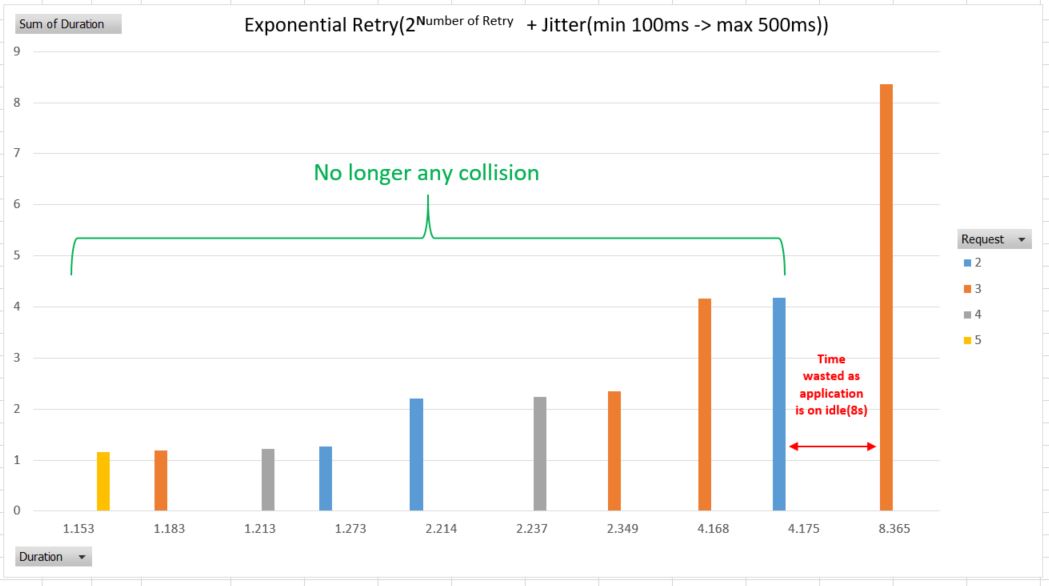 Sum of Duration
Exponential Retry(2^Number of Retry + Jitter(min 100ms -> max 500ms))
9
8
7
6
5
4
3
2
1
0
No longer any collision
Time
wasted as
application
is on idle(8s)
Request
2
3
4
5
1.153 1.183 1.213 1.273 2.214 2.237 2.349 4.168 4.175 8.365
Duration